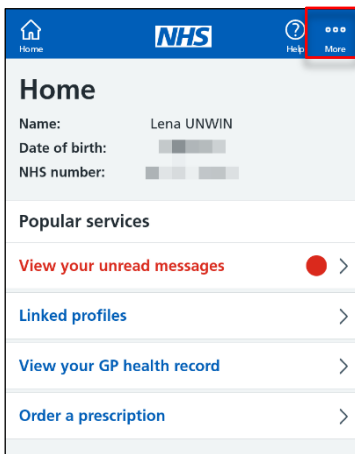 NHS
Home
Help
More
Home
Name: Lena UNWIN
Date of birth:
NHS number:
Popular services
View your unread messages
Linked profiles
View your GP health record
Order a prescription